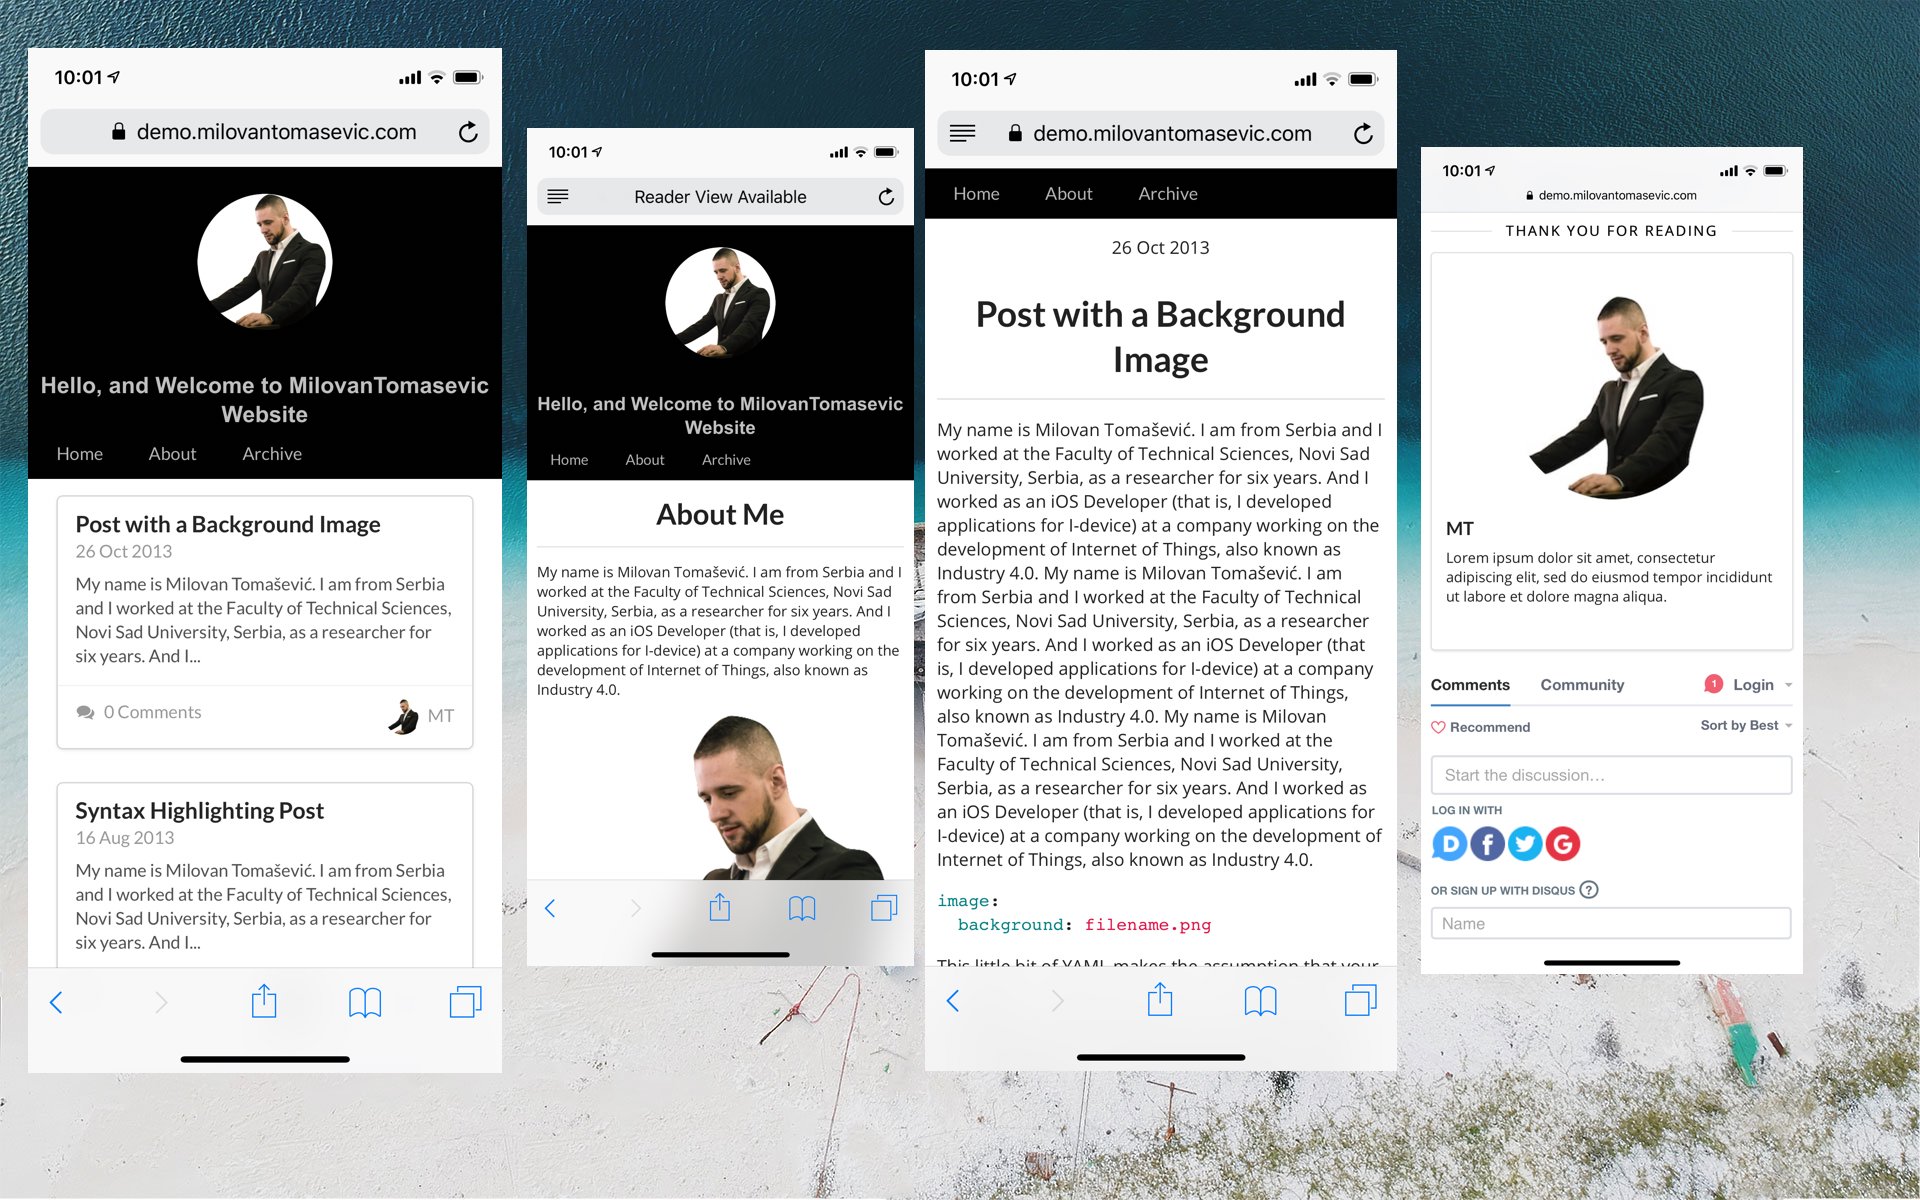 10:01
demo.milovantomasevic.com
Hello, and Welcome to MilovanTomasevic
Website
Home About Archive
Post with a Background Image
26 Oct 2013
My name is Milovan Tomašević. I am from Serbia
and I worked at the Faculty of Technical Sciences,
Novi Sad University, Serbia, as a researcher for
six years. And I...
0 Comments MT
Syntax Highlighting Post
16 Aug 2013
My name is Milovan Tomašević. I am from Serbia
and I worked at the Faculty of Technical Sciences,
Novi Sad University, Serbia, as a researcher for
six years. And I...
10:01
Reader View Available
Hello, and Welcome to MilovanTomasevic
Website
Home About Archive
About Me
My name is Milovan Tomašević. I am from Serbia and I
worked at the Faculty of Technical Sciences, Novi Sad
University, Serbia, as a researcher for six years. And I
worked as an iOS Developer (that is, I developed
applications for I-device) at a company working on the
development of Internet of Things, also known as
Industry 4.0.
10:01
demo.milovantomasevic.com
Home About Archive
26 Oct 2013
Post with a Background
Image
My name is Milovan Tomašević. I am from Serbia and I
worked at the Faculty of Technical Sciences, Novi Sad
University, Serbia, as a researcher for six years. And I
worked as an iOS Developer (that is, I developed
applications for I-device) at a company working on the
development of Internet of Things, also known as
Industry 4.0. My name is Milovan Tomašević. I am
from Serbia and I worked at the Faculty of Technical
Sciences, Novi Sad University, Serbia, as a researcher
for six years. And I worked as an iOS Developer (that
is, I developed applications for I-device) at a company
working on the development of Internet of Things,
also known as Industry 4.0. My name is Milovan
Tomašević. I am from Serbia and I worked at the
Faculty of Technical Sciences, Novi Sad University,
Serbia, as a researcher for six years. And I worked as
an iOS Developer (that is, I developed applications for
I-device) at a company working on the development of
Internet of Things, also known as Industry 4.0.
image:
background: filename.png
This little bit of YAML makes the assumption that your
10:01
demo.milovantomasevic.com
THANK YOU FOR READING
MT
Lorem ipsum dolor sit amet, consectetur
adipiscing elit, sed do eiusmod tempor incididunt
ut labore et dolore magna aliqua.
Comments Community 1 Login
Recommend Sort by Best
Start the discussion...
LOG IN WITH
D f G
OR SIGN UP WITH DISQUS ?
Name